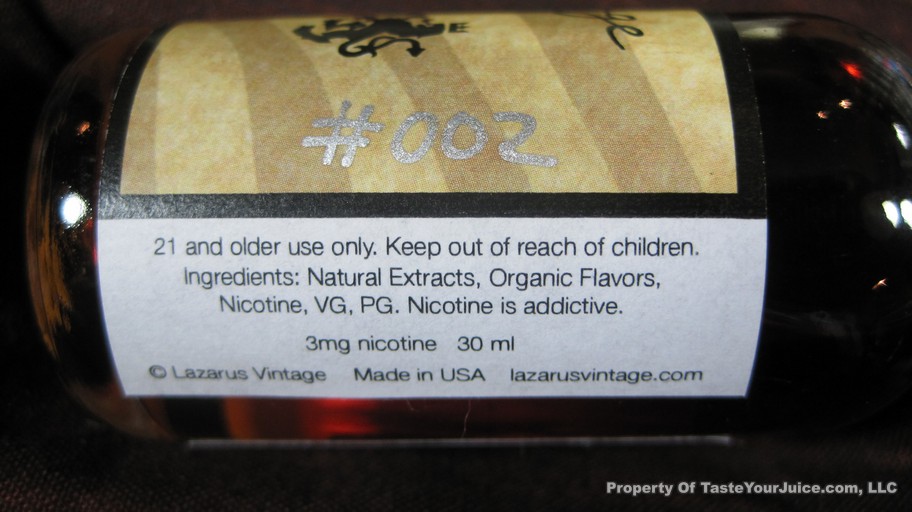 #002
21 and older use only. Keep out of reach of children.
Ingredients: Natural Extracts, Organic Flavors,
Nicotine, VG, PG. Nicotine is addictive.
3mg nicotine 30 ml
© Lazarus Vintage Made in USA lazarusvintage.com
Property Of TasteYourJuice.com, LLC